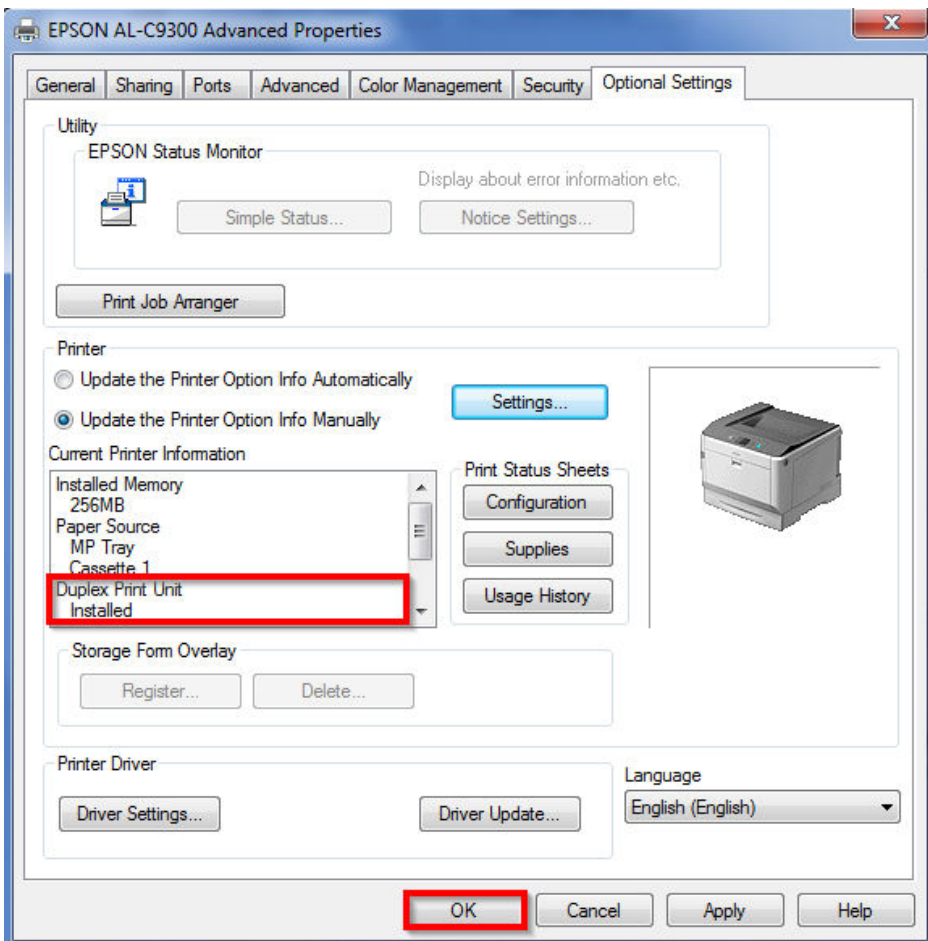 EPSON AL-C9300 Advanced Properties
General Sharing Ports Advanced Color Management Security Optional Settings
Utility
EPSON Status Monitor
Display about error information etc.
Simple Status... Notice Settings...
Print Job Arranger
Printer
Update the Printer Option Info Automatically
Settings...
Update the Printer Option Info Manually
Current Printer Information
Installed Memory
256MB
Paper Source
MP Tray
Cassette 1
Duplex Print Unit
Installed
Print Status Sheets
Configuration
Supplies
Usage History
Storage Form Overlay
Register... Delete...
Printer Driver
Driver Settings... Driver Update...
Language
English (English)
OK Cancel Apply Help